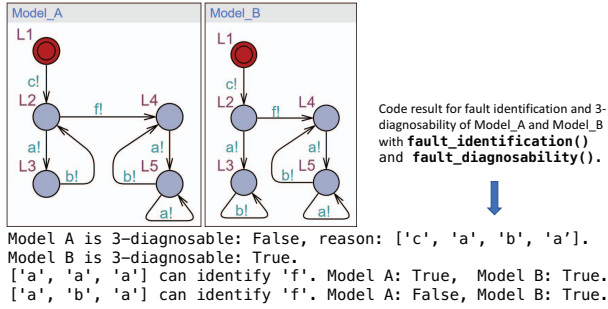 Model_A
Model_B
L1
L1
c!
c!
L2
f!
L4
L2
f!
L4
a!
a!
a!
a!
L3
b!
b!
L5
L3
b!
L5
a!
b!
a!
Code result for fault identification and 3-
diagnosability of Model_A and Model_B
with fault_identification()
and fault_diagnosability().
Model A is 3-diagnosable: False, reason: ['c', 'a', 'b', 'a'].
Model B is 3-diagnosable: True.
['a', 'a', 'a'] can identify 'f'. Model A: True, Model B: True.
['a', 'b', 'a'] can identify 'f'. Model A: False, Model B: True.